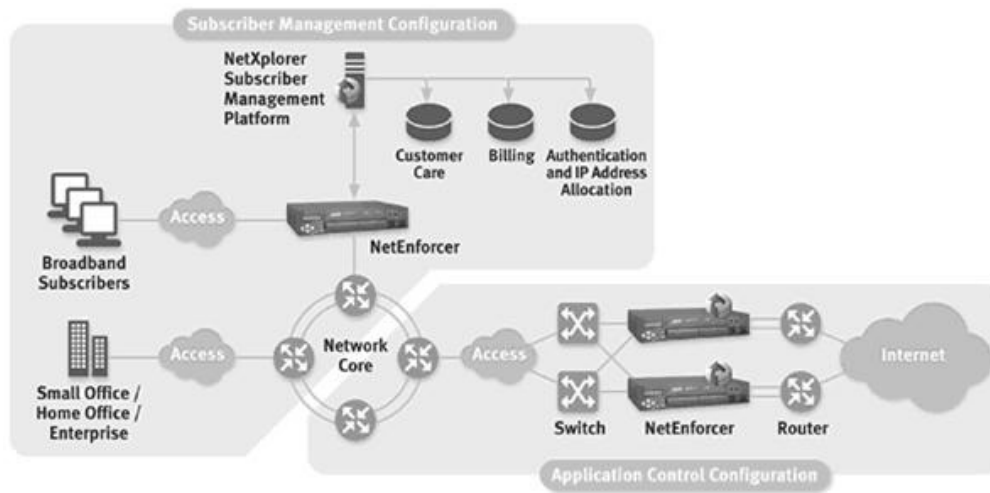 Subscriber Management Configuration
NetXplorer
Subscriber
Management
Platform
Customer
Care
Billing
Authentication
and IP Address
Allocation
Access
NetEnforcer
Broadband
Subscribers
Access
Small Office /
Home Office /
Enterprise
Network
Core
Access
Switch
NetEnforcer
Router
Internet
Application Control Configuration